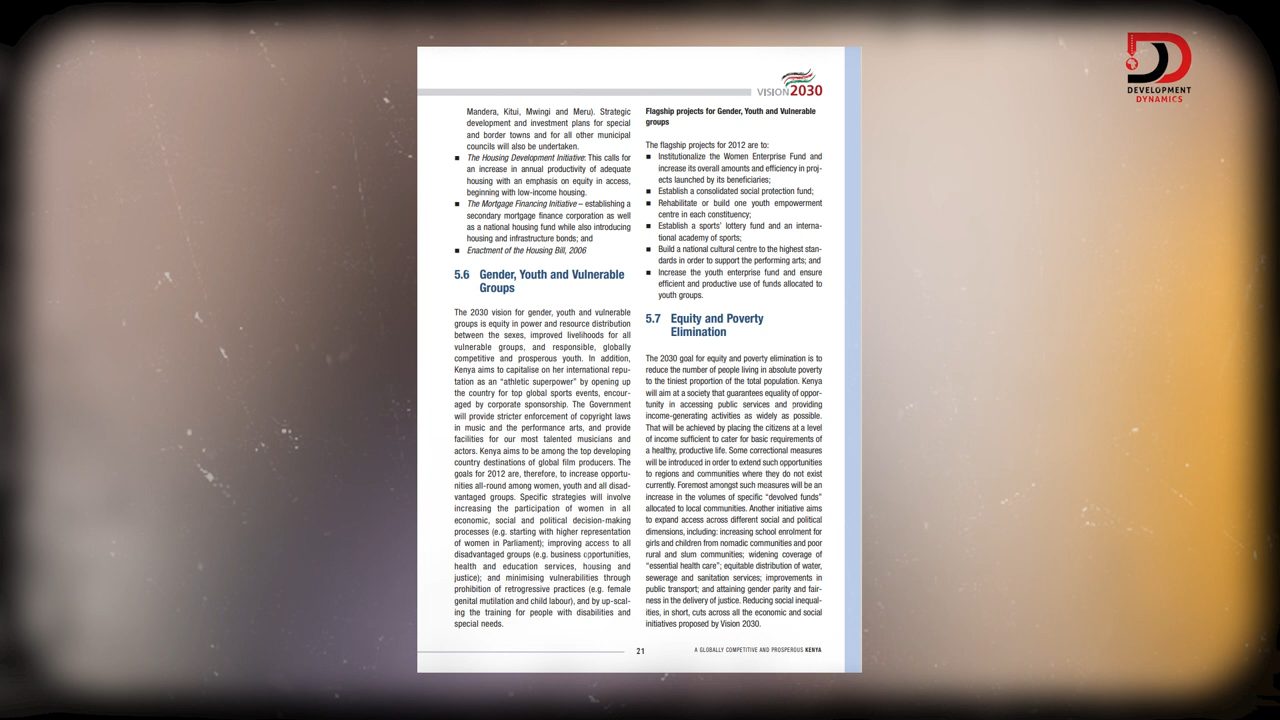 DEVELOPMENT
DYNAMICS
VISION2030
Mandera, Kitui, Mwingi and Meru). Strategic
development and investment plans for special
and border towns and for all other municipal
councils will also be undertaken.
■ The Housing Development Initiative: This calls for
an increase in annual productivity of adequate
housing with an emphasis on equity in access,
beginning with low-income housing.
■ The Mortgage Financing Initiative – establishing a
secondary mortgage finance corporation as well
as a national housing fund while also introducing
housing and infrastructure bonds; and
■ Enactment of the Housing Bill, 2006
5.6 Gender, Youth and Vulnerable
Groups
The 2030 vision for gender, youth and vulnerable
groups is equity in power and resource distribution
between the sexes, improved livelihoods for all
vulnerable groups, and responsible, globally
competitive and prosperous youth. In addition,
Kenya aims to capitalise on her international repu-
tation as an "athletic superpower" by opening up
the country for top global sports events, encour-
aged by corporate sponsorship. The Government
will provide stricter enforcement of copyright laws
in music and the performance arts, and provide
facilities for our most talented musicians and
actors. Kenya aims to be among the top developing
country destinations of global film producers. The
goals for 2012 are, therefore, to increase opportu-
nities all-round among women, youth and all disad-
vantaged groups. Specific strategies will involve
increasing the participation of women in all
economic, social and political decision-making
processes (e.g. starting with higher representation
of women in Parliament); improving access to all
disadvantaged groups (e.g. business opportunities,
health and education services, housing and
justice); and minimising vulnerabilities through
prohibition of retrogressive practices (e.g. female
genital mutilation and child labour), and by up-scal-
ing the training for people with disabilities and
special needs.
Flagship projects for Gender, Youth and Vulnerable
groups
The flagship projects for 2012 are to:
■ Institutionalize the Women Enterprise Fund and
increase its overall amounts and efficiency in proj-
ects launched by its beneficiaries;
■ Establish a consolidated social protection fund;
■ Rehabilitate or build one youth empowerment
centre in each constituency;
■ Establish a sports' lottery fund and an interna-
tional academy of sports;
■ Build a national cultural centre to the highest stan-
dards in order to support the performing arts; and
■ Increase the youth enterprise fund and ensure
efficient and productive use of funds allocated to
youth groups.
5.7 Equity and Poverty
Elimination
The 2030 goal for equity and poverty elimination is to
reduce the number of people living in absolute poverty
to the tiniest proportion of the total population. Kenya
will aim at a society that guarantees equality of oppor-
tunity in accessing public services and providing
income-generating activities as widely as possible.
That will be achieved by placing the citizens at a level
of income sufficient to cater for basic requirements of
a healthy, productive life. Some correctional measures
will be introduced in order to extend such opportunities
to regions and communities where they do not exist
currently. Foremost amongst such measures will be an
increase in the volumes of specific "devolved funds"
allocated to local communities. Another initiative aims
to expand access across different social and political
dimensions, including: increasing school enrolment for
girls ad children from nomadic communities and poor
rural and slum communities; widening coverage of
"essential health care"; equitable distribution of water,
sewerage and sanitation services; improvements in
public transport; and attaining gender parity and fair-
ness in the delivery of justice. Reducing social inequal-
ities, in short, cuts across all the economic and social
initiatives proposed by Vision 2030.
21
A GLOBALLY COMPETITIVE AND PROSPEROUS KENYA